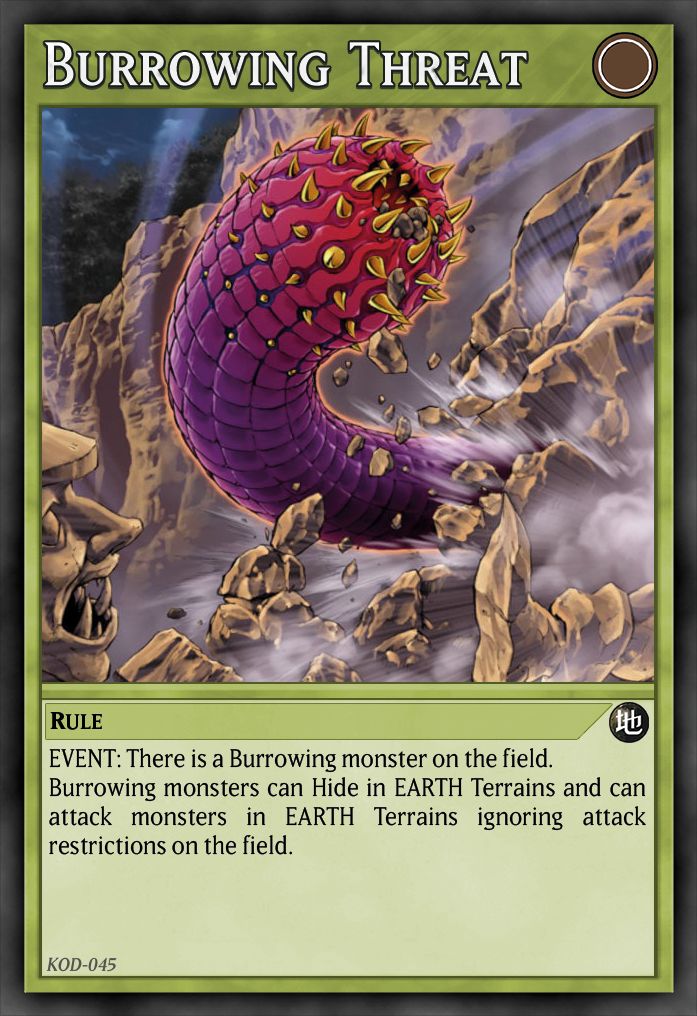 Burrowing Threat
Rule
EVENT: There is a Burrowing monster on the field.
Burrowing monsters can Hide in EARTH Terrains and can
attack monsters in EARTH Terrains ignoring attack
restrictions on the field.
KOD-045